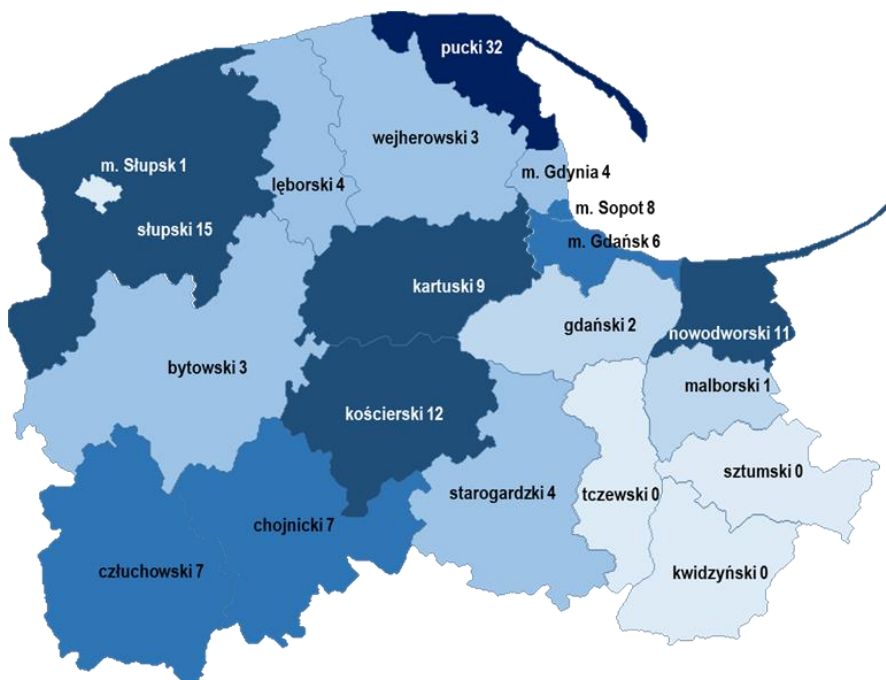 pucki 32
wejherowski 3
m. Słupsk 1
m. Gdynia 4
lęborski 4
m. Sopot 8
słupski 15
m. Gdańsk 6
kartuski 9
gdański 2
nowodworski 11
bytowski 3
malborski 1
kościerski 12
sztumski 0
starogardzki 4
tczewski 0
chojnicki 7
człuchowski 7
kwidzyński 0